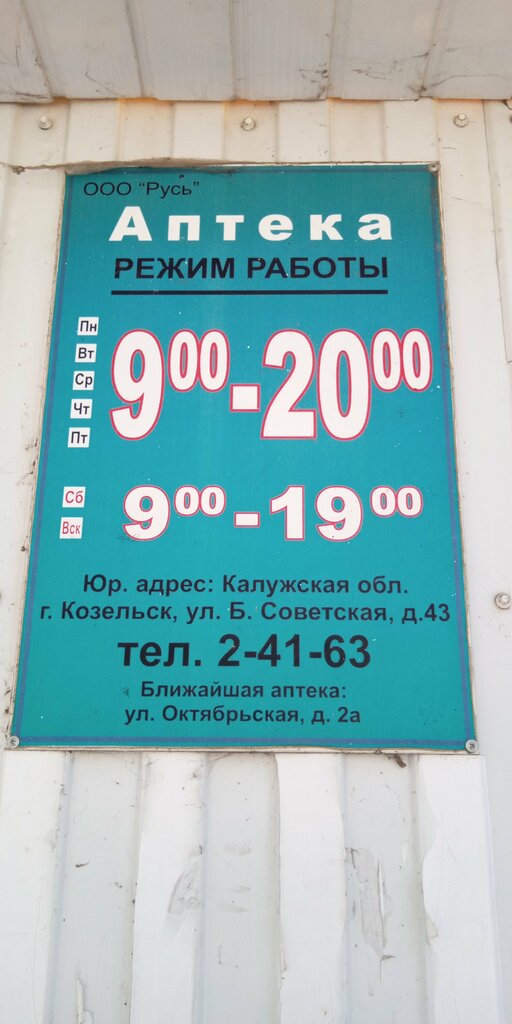 ООО "Русь"
Аптека
РЕЖИМ РАБОТЫ
Пн
Вт
Ср
Чт
Пт
9⁰⁰-20⁰⁰
Сб
Вск
9⁰⁰-19⁰⁰
Юр. адрес: Калужская обл.
г. Козельск, ул. Б. Советская, д.43
тел. 2-41-63
Ближайшая аптека:
ул. Октябрьская, д. 2а